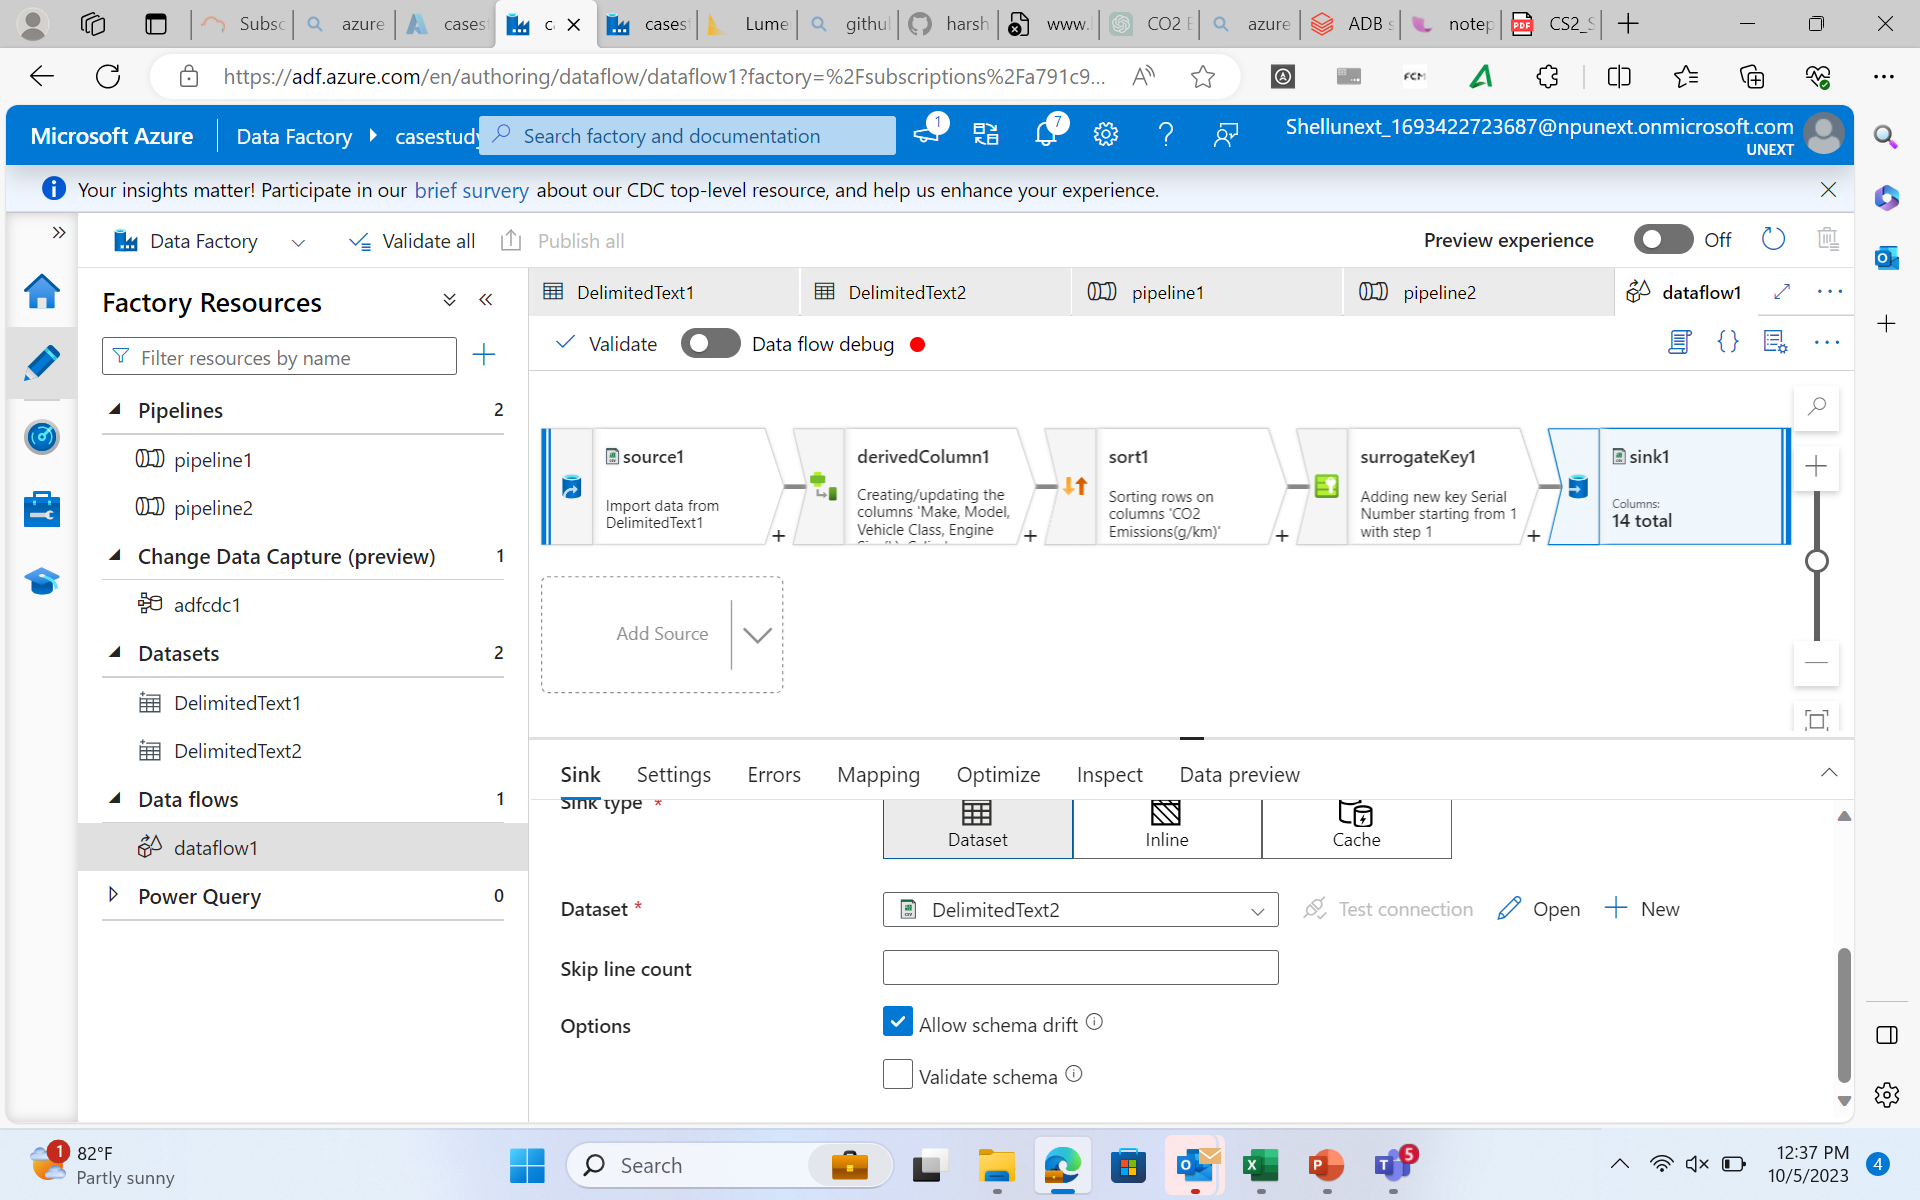 Subsc
azure
cases
ca
cases
Lume
githul
harsh
www.
CO2 E
azure
ADB s
notep
CS2_S
https://adf.azure.com/en/authoring/dataflow/dataflow1?factory=%2Fsubscriptions%2Fa791c9...
Microsoft Azure
Data Factory
casestudy
Search factory and documentation
1
7
Shellunext_1693422723687@npunext.onmicrosoft.com
UNEXT
Your insights matter! Participate in our brief survery about our CDC top-level resource, and help us enhance your experience.
Data Factory
Validate all
Publish all
Preview experience
Off
Factory Resources
Filter resources by name
Pipelines 2
pipeline1
pipeline2
Change Data Capture (preview) 1
adfcdc1
Datasets 2
DelimitedText1
DelimitedText2
Data flows 1
dataflow1
Power Query 0
DelimitedText1
DelimitedText2
pipeline1
pipeline2
dataflow1
Validate
Data flow debug
source1
Import data from
DelimitedText1
derivedColumn1
Creating/updating the
columns 'Make, Model,
Vehicle Class, Engine
sort1
Sorting rows on
columns 'CO2
Emissions(g/km)'
surrogateKey1
Adding new key Serial
Number starting from 1
with step 1
sink1
Columns:
14 total
Add Source
Sink
Settings
Errors
Mapping
Optimize
Inspect
Data preview
Sink type *
Dataset
Inline
Cache
Dataset *
DelimitedText2
Test connection
Open
New
Skip line count
Options
Allow schema drift
Validate schema
1
82°F
Partly sunny
Search
5
12:37 PM
10/5/2023
4